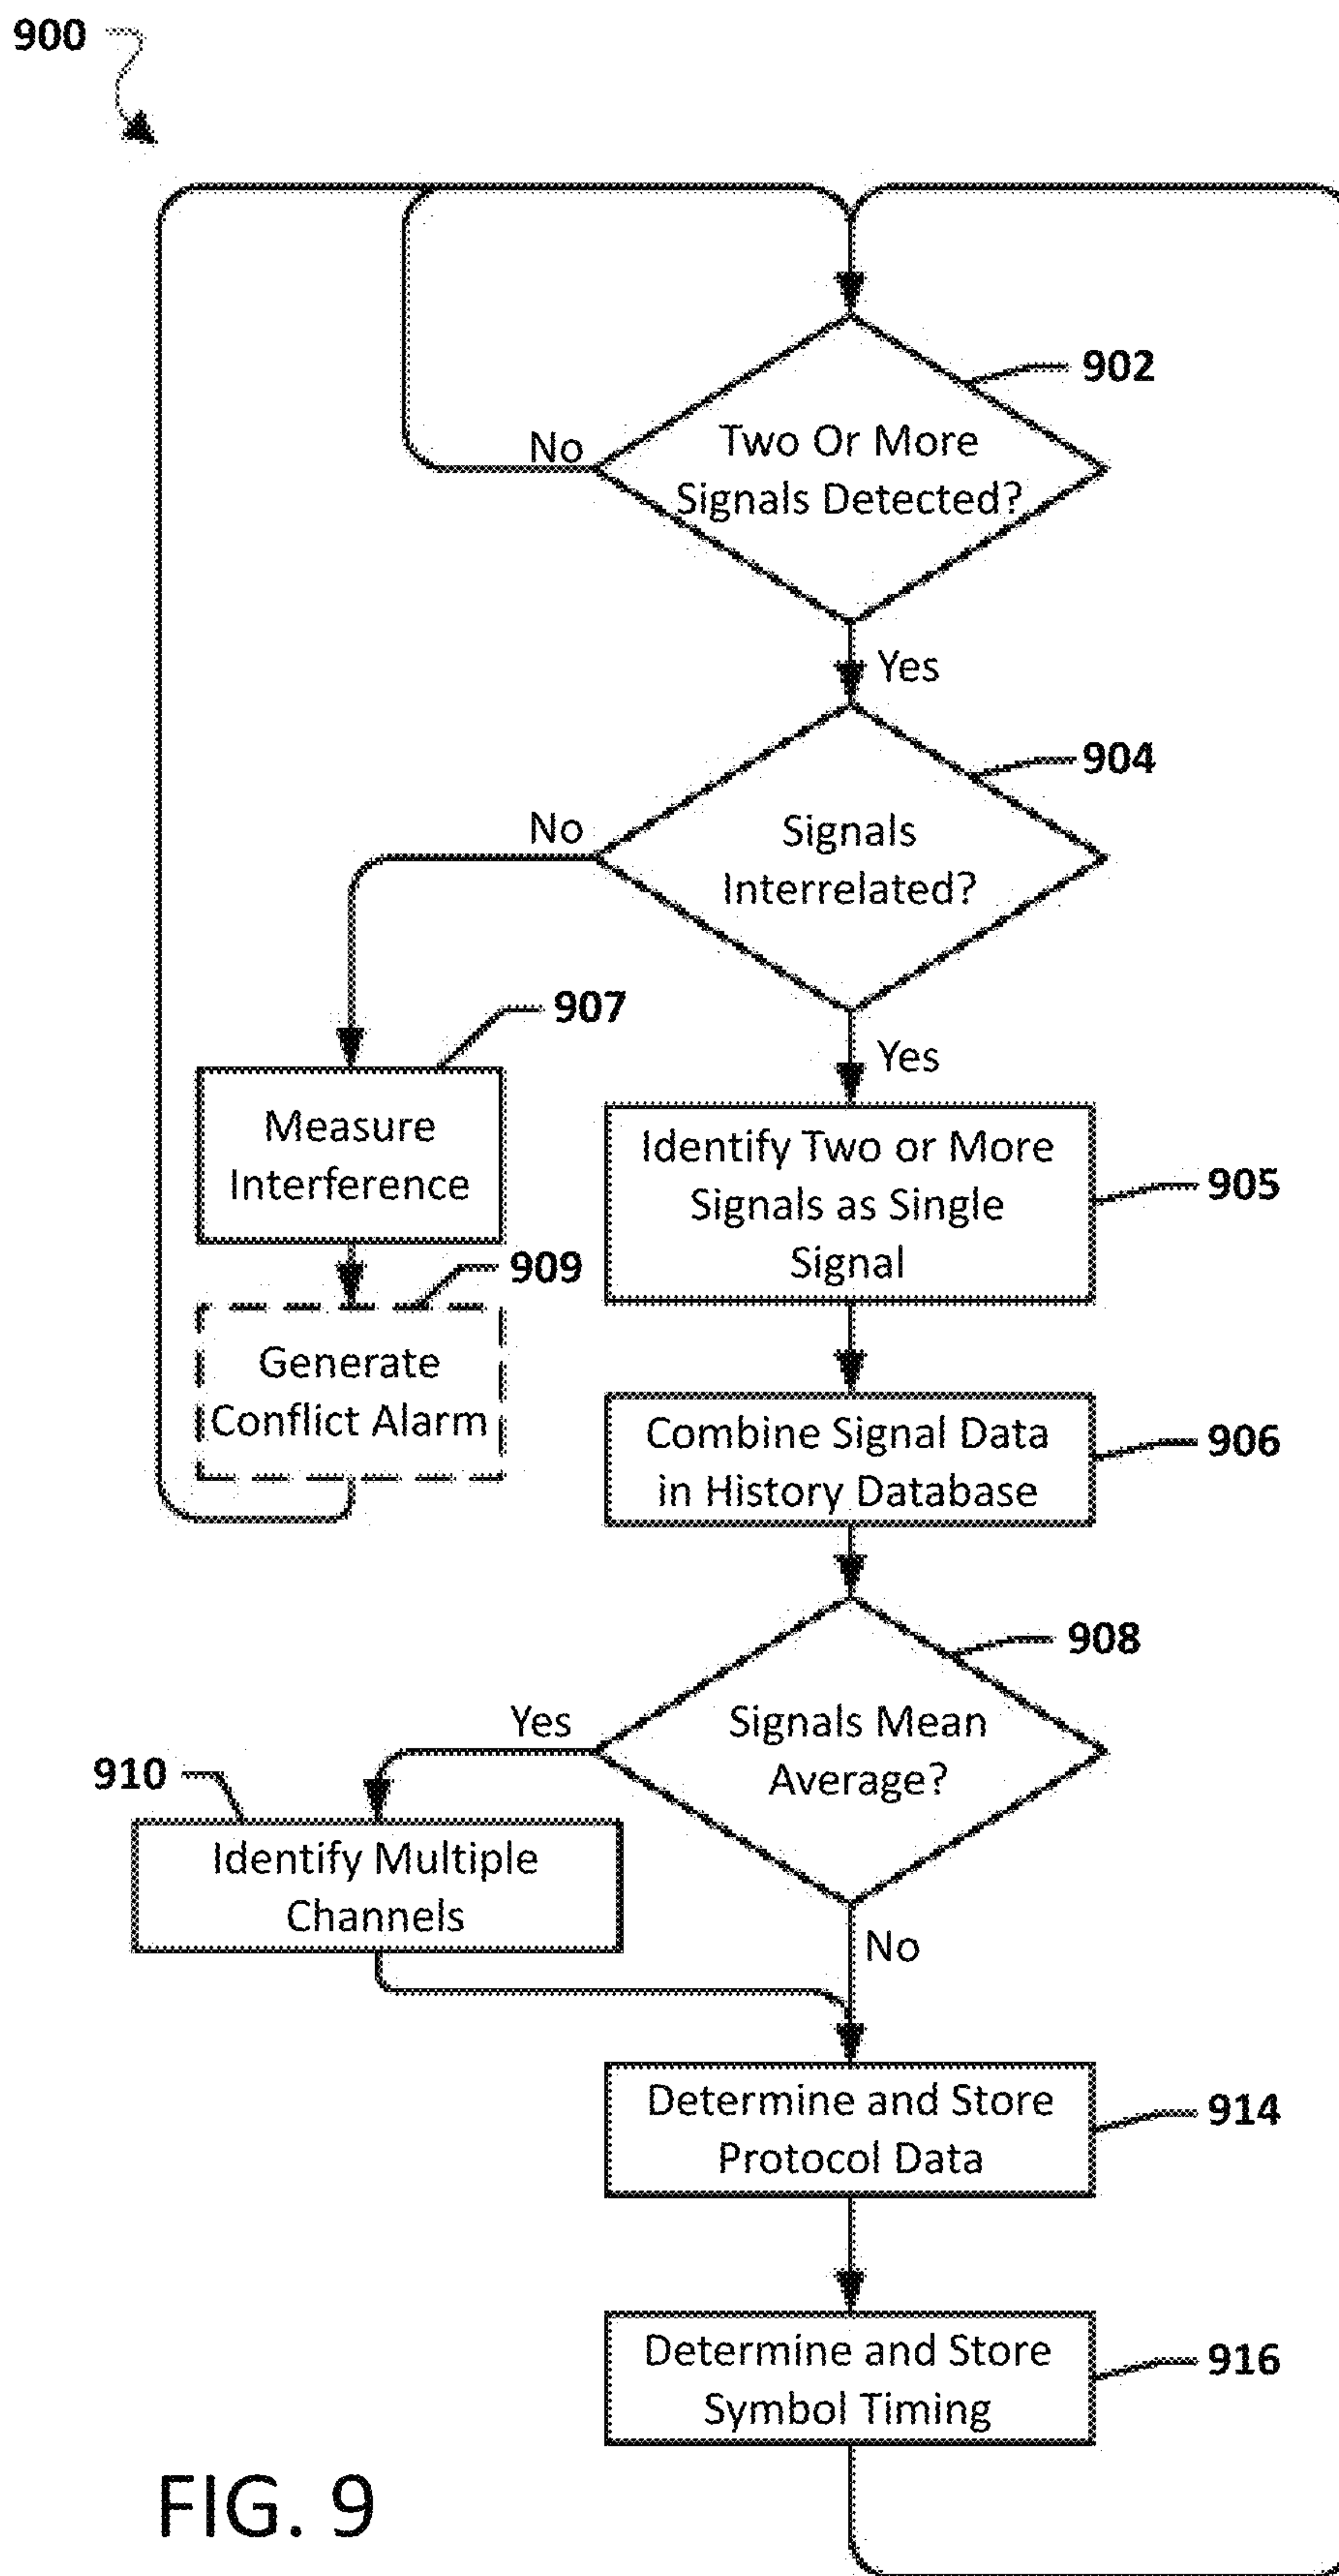 900
902
Two Or More
Signals Detected?
No
Yes
904
Signals
Interrelated?
No
Yes
907
Measure
Interference
905
Identify Two or More
Signals as Single
Signal
909
Generate
Conflict Alarm
906
Combine Signal Data
in History Database
908
Signals Mean
Average?
Yes
910
Identify Multiple
Channels
No
914
Determine and Store
Protocol Data
916
Determine and Store
Symbol Timing
FIG. 9